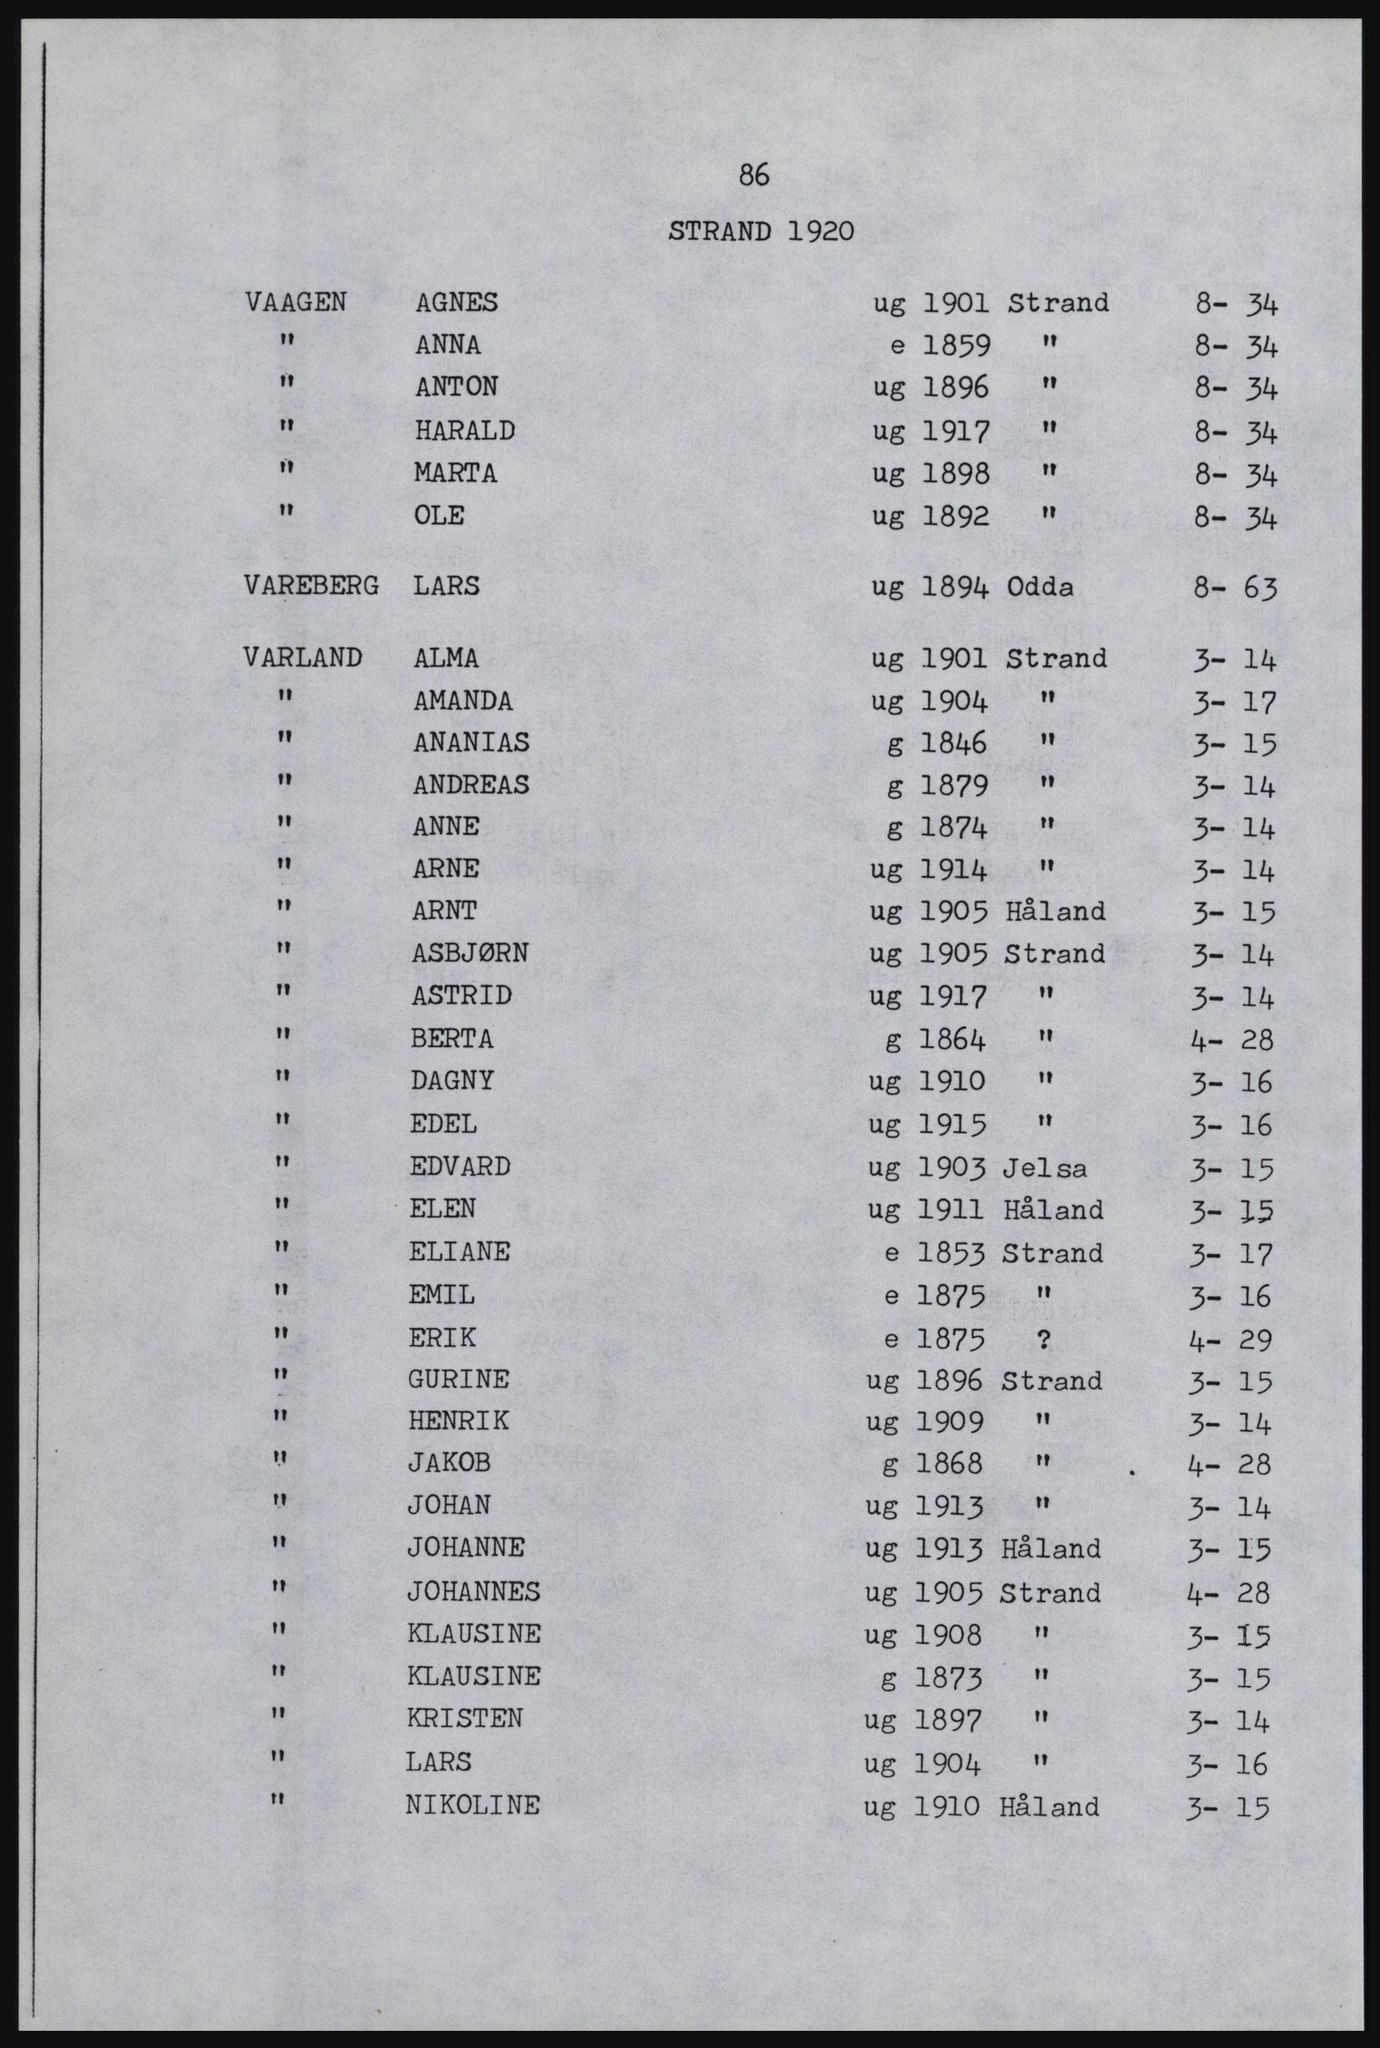 86
STRAND 1920
VAAGEN AGNES ug 1901 Strand 8- 34
" ANNA e 1859 " 8- 34
" ANTON ug 1896 " 8- 34
" HARALD ug 1917 " 8- 34
" MARTA ug 1898 " 8- 34
" OLE ug 1892 " 8- 34
VAREBERG LARS ug 1894 Odda 8- 63
VARLAND ALMA ug 1901 Strand 3- 14
" AMANDA ug 1904 " 3- 17
" ANANIAS g 1846 " 3- 15
" ANDREAS g 1879 " 3- 14
" ANNE g 1874 " 3- 14
" ARNE ug 1914 " 3- 14
" ARNT ug 1905 Håland 3- 15
" ASBJØRN ug 1905 Strand 3- 14
" ASTRID ug 1917 " 3- 14
" BERTA g 1864 " 4- 28
" DAGNY ug 1910 " 3- 16
" EDEL ug 1915 " 3- 16
" EDVARD ug 1903 Jelsa 3- 15
" ELEN ug 1911 Håland 3- 15
" ELIANE e 1853 Strand 3- 17
" EMIL e 1875 " 3- 16
" ERIK e 1875 ? 4- 29
" GURINE ug 1896 Strand 3- 15
" HENRIK ug 1909 " 3- 14
" JAKOB g 1868 " 4- 28
" JOHAN ug 1913 " 3- 14
" JOHANNE ug 1913 Håland 3- 15
" JOHANNES ug 1905 Strand 4- 28
" KLAUSINE ug 1908 " 3- 15
" KLAUSINE g 1873 " 3- 15
" KRISTEN ug 1897 " 3- 14
" LARS ug 1904 " 3- 16
" NIKOLINE ug 1910 Håland 3- 15